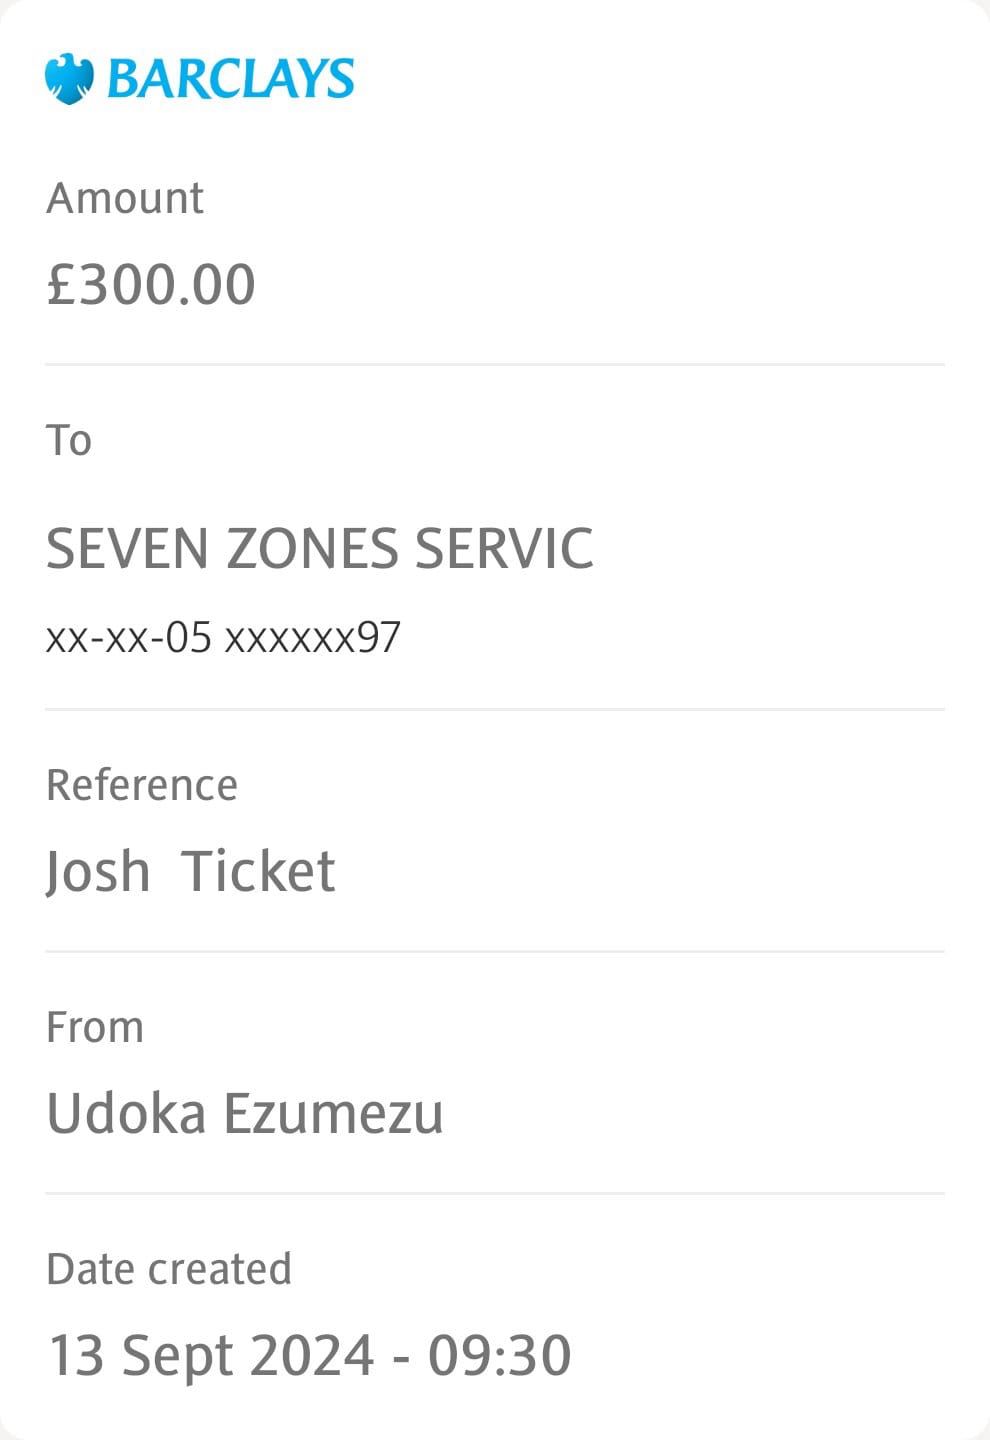 BARCLAYS
Amount
£300.00
To
SEVEN ZONES SERVIC
xx-xx-05 xxxxxx97
Reference
Josh  Ticket
From
Udoka Ezumezu
Date created
13 Sept 2024 - 09:30